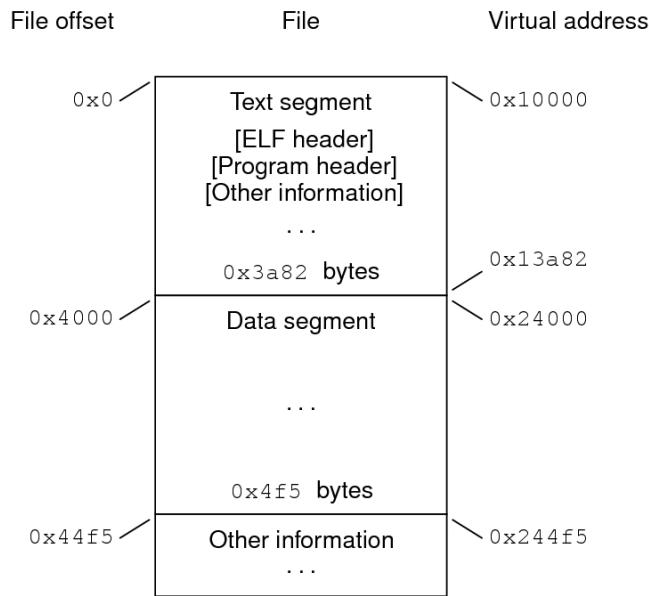 File offset File Virtual address
0x0 Text segment 0x10000
[ELF header]
[Program header]
[Other information]
...
0x13a82
0x3a82 bytes
0x4000 Data segment 0x24000
...
0x4f5 bytes
0x44f5 Other information 0x244f5
...